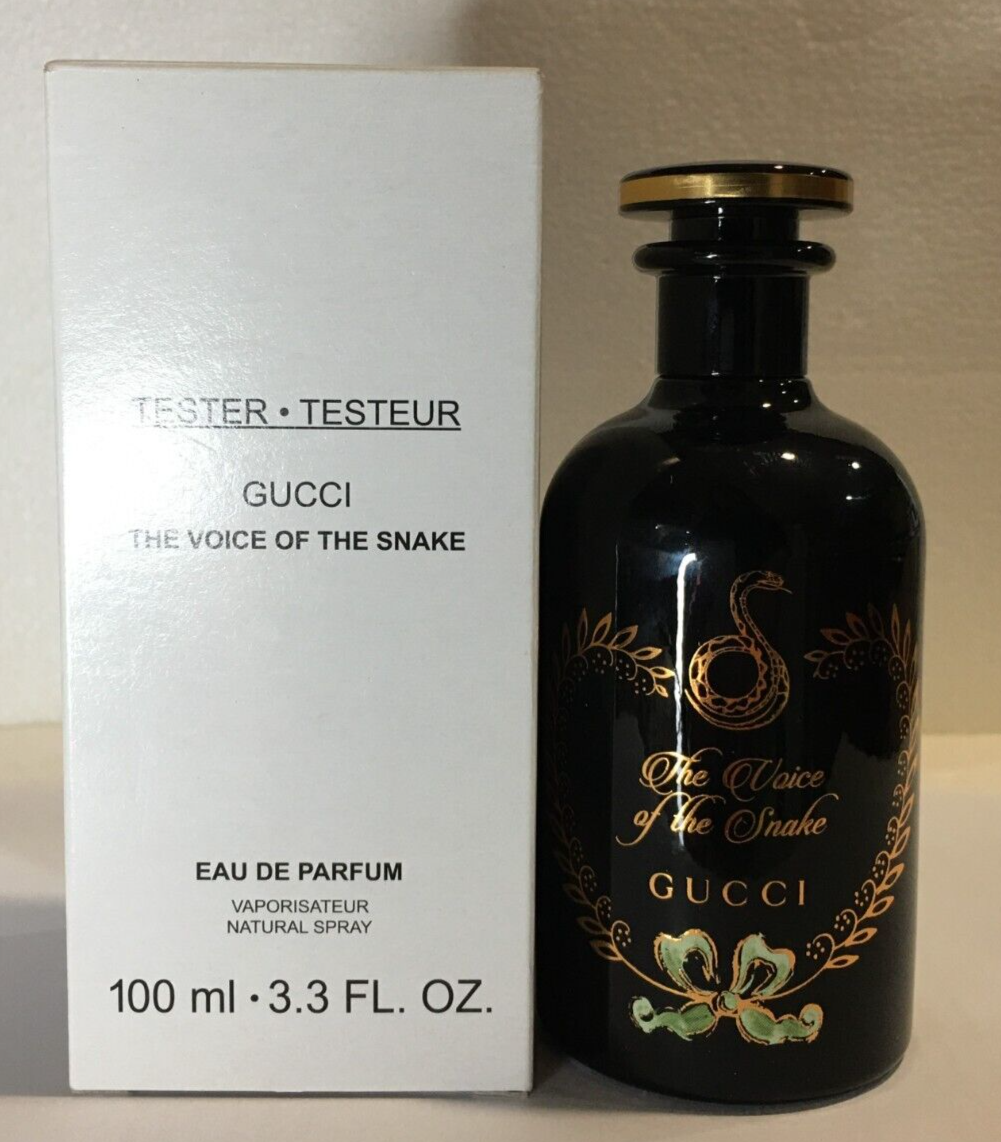 TESTER • TESTEUR
GUCCI
THE VOICE OF THE SNAKE
EAU DE PARFUM
VAPORISATEUR
NATURAL SPRAY
100 ml • 3.3 FL. OZ.
The Voice
of the Snake
GUCCI